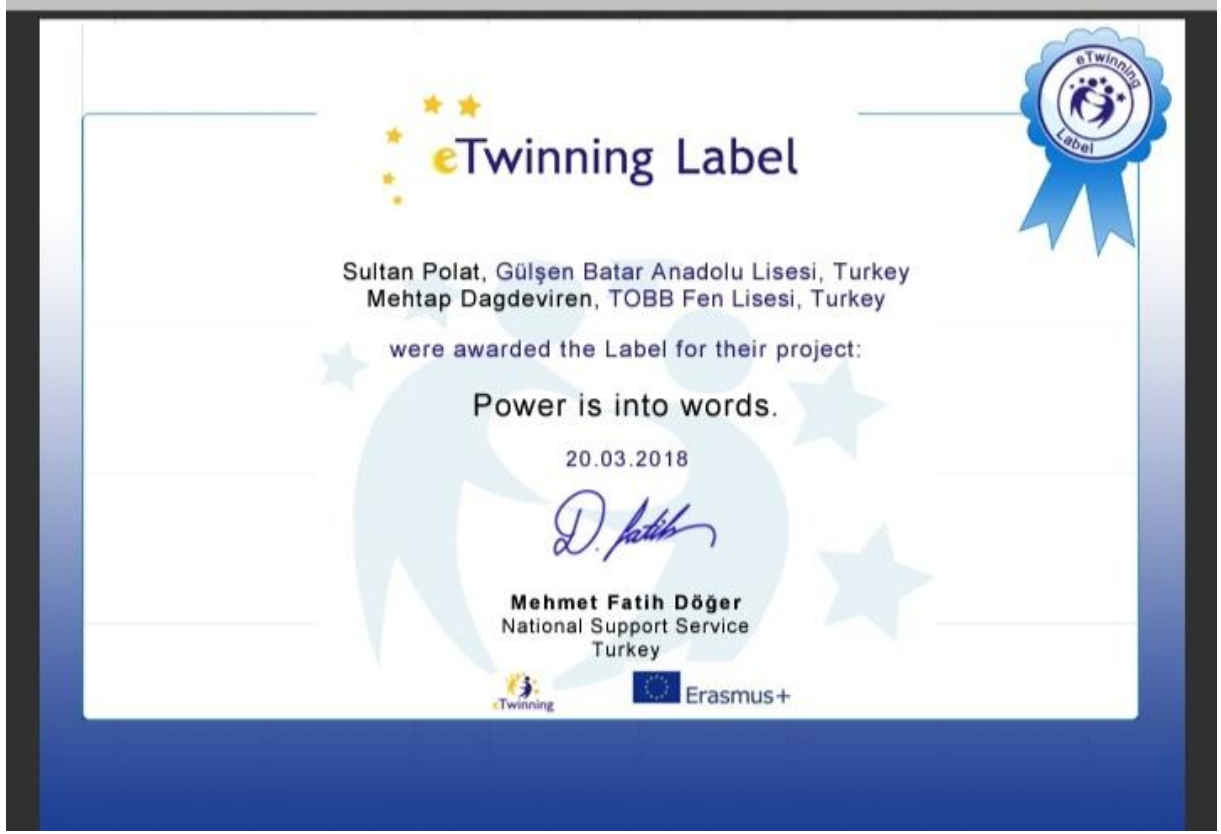 eTwinning
Label
eTwinning Label
Sultan Polat, Gülşen Batar Anadolu Lisesi, Turkey
Mehtap Dagdeviren, TOBB Fen Lisesi, Turkey
were awarded the Label for their project:
Power is into words.
20.03.2018
D. fatih
Mehmet Fatih Döğer
National Support Service
Turkey
eTwinning
Erasmus+